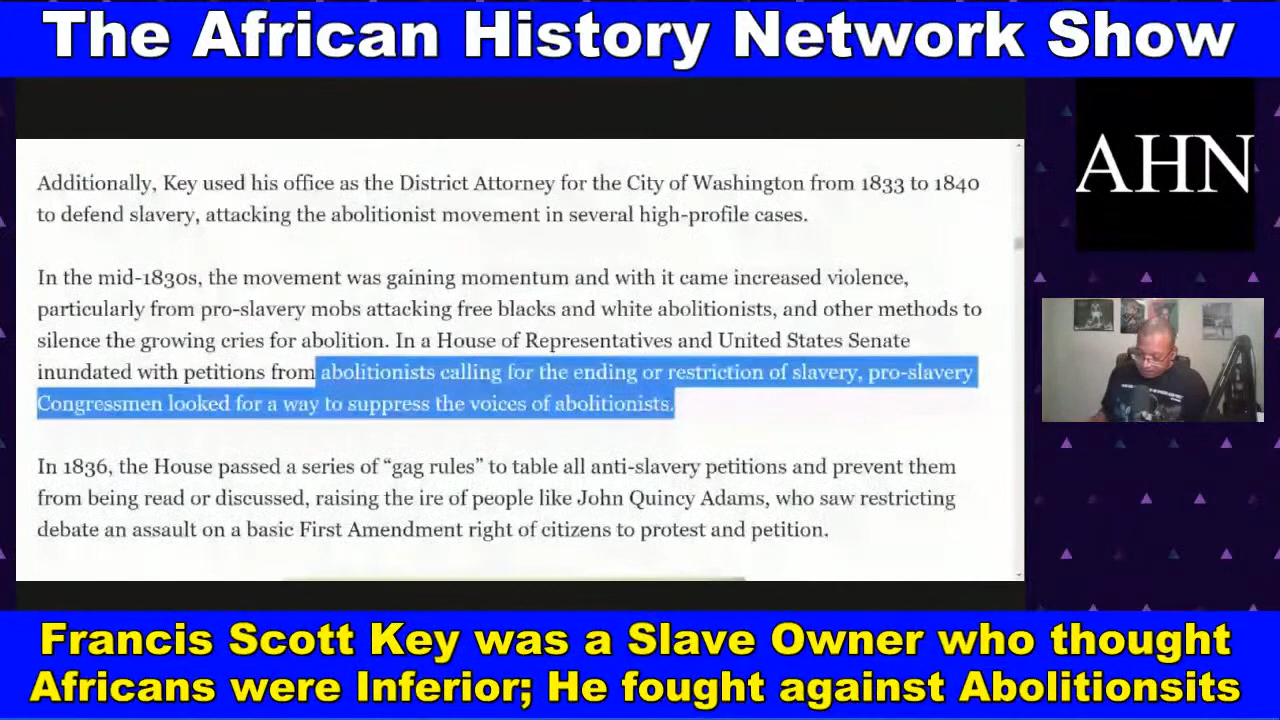 The African History Network Show
AHN
Additionally, Key used his office as the District Attorney for the City of Washington from 1833 to 1840
to defend slavery, attacking the abolitionist movement in several high-profile cases.
In the mid-1830s, the movement was gaining momentum and with it came increased violence,
particularly from pro-slavery mobs attacking free blacks and white abolitionists, and other methods to
silence the growing cries for abolition. In a House of Representatives and United States Senate
inundated with petitions from abolitionists calling for the ending or restriction of slavery, pro-slavery
Congressmen looked for a way to suppress the voices of abolitionists.
In 1836, the House passed a series of “gag rules” to table all anti-slavery petitions and prevent them
from being read or discussed, raising the ire of people like John Quincy Adams, who saw restricting
debate an assault on a basic First Amendment right of citizens to protest and petition.
Francis Scott Key was a Slave Owner who thought
Africans were Inferior; He fought against Abolitionsits